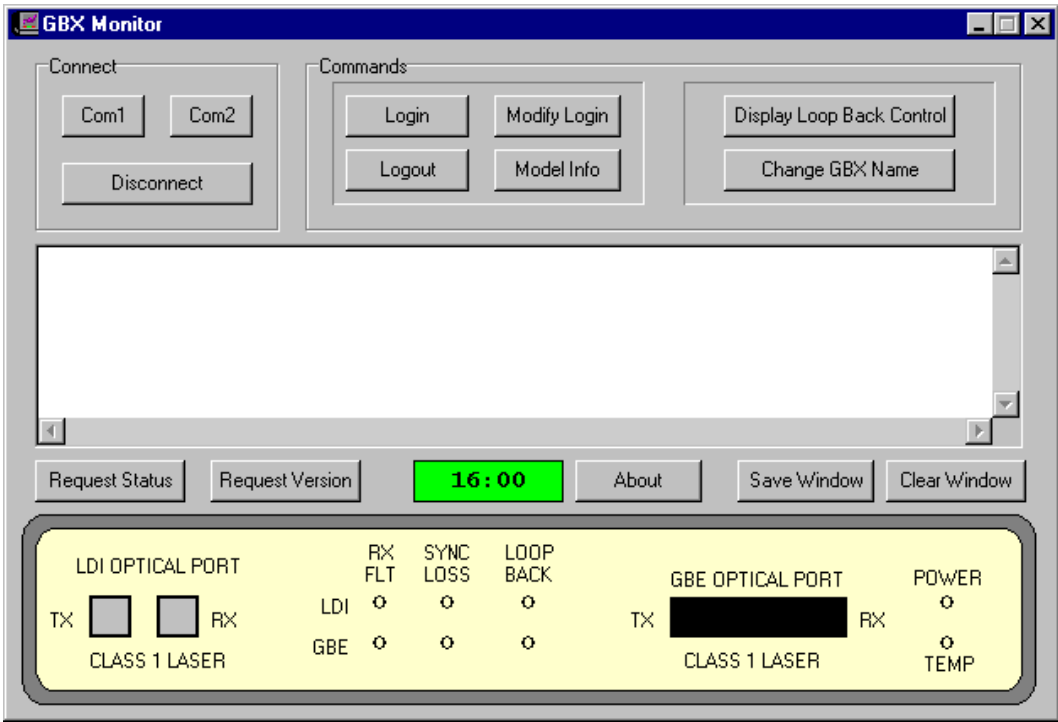 GBX Monitor
Connect
Commands
Com1
Com2
Login
Modify Login
Display Loop Back Control
Disconnect
Logout
Model Info
Change GBX Name
Request Status
Request Version
16:00
About
Save Window
Clear Window
LDI OPTICAL PORT
TX
RX
CLASS 1 LASER
RX FLT
SYNC LOSS
LOOP BACK
LDI
GBE
GBE OPTICAL PORT
TX
RX
CLASS 1 LASER
POWER
TEMP